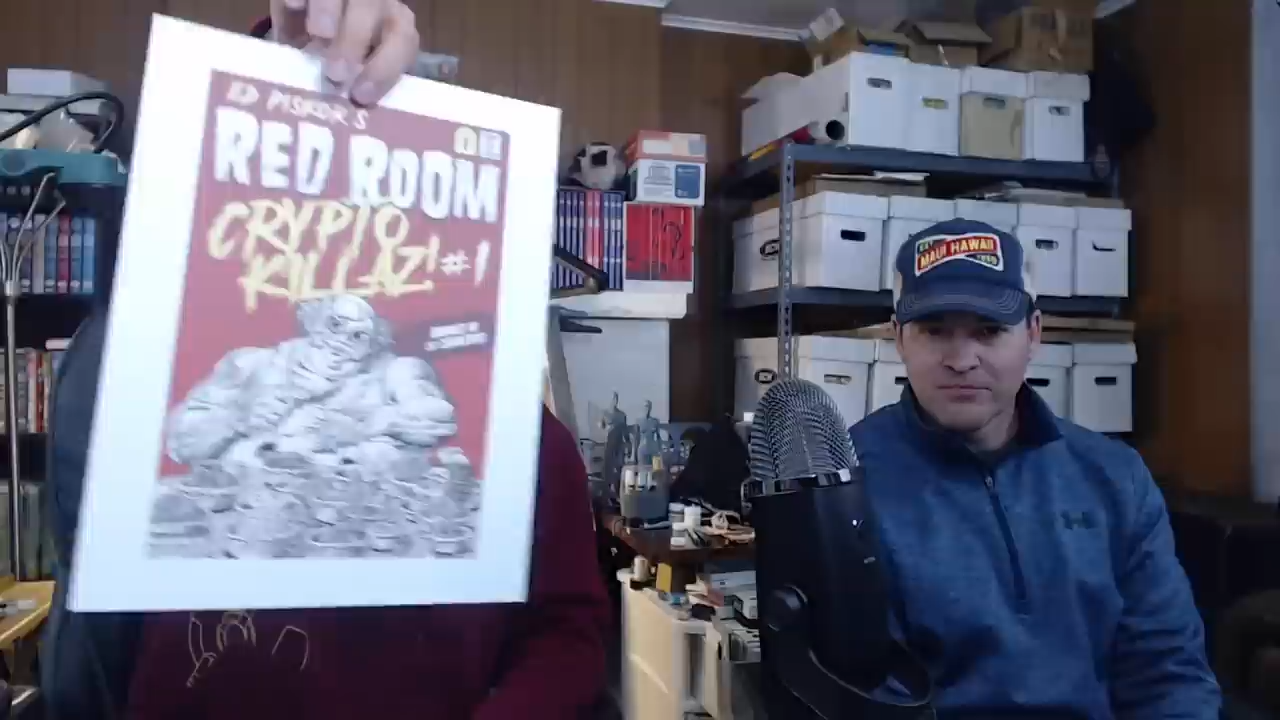 ED PISKOR'S
RED ROOM
CRYPTO
KILLAZ! #1
MAUI HAWAII